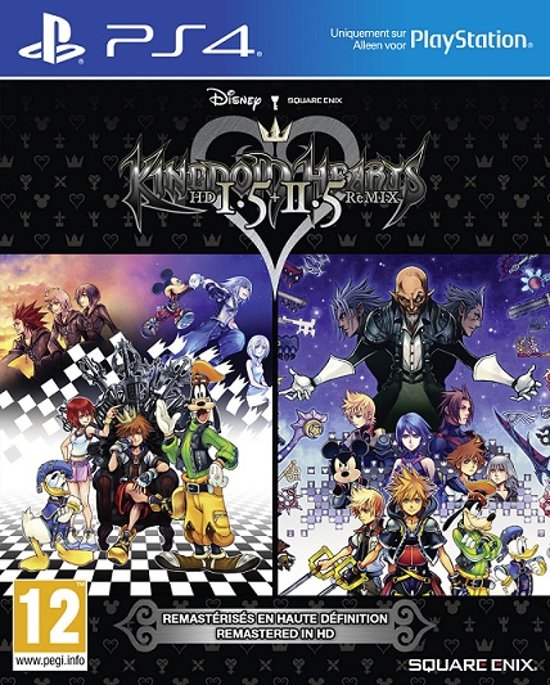 PS4
Uniquement sur
Alleen voor PlayStation
Disney SQUARE ENIX
KINGDOM HEARTS
HD I.5+II.5 ReMIX
12
www.pegi.info
REMASTÉRISÉS EN HAUTE DÉFINITION
REMASTERED IN HD
SQUARE ENIX.